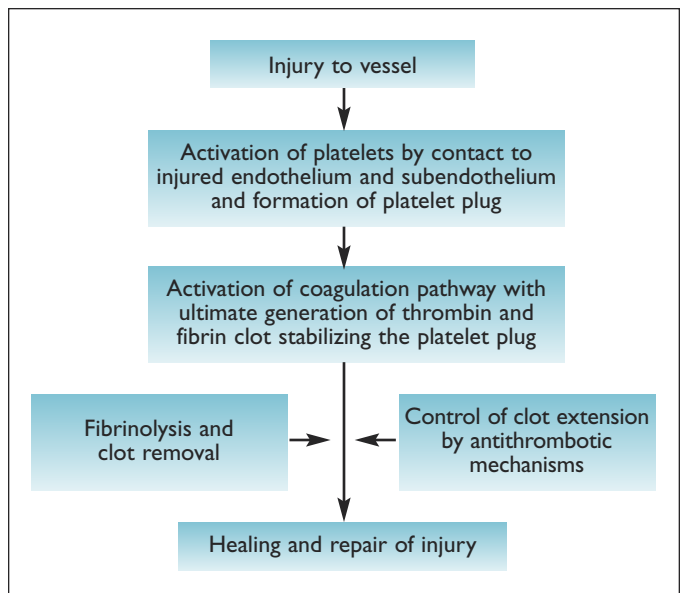 Injury to vessel
Activation of platelets by contact to
injured endothelium and subendothelium
and formation of platelet plug
Activation of coagulation pathway with
ultimate generation of thrombin and
fibrin clot stabilizing the platelet plug
Fibrinolysis and
clot removal
Control of clot extension
by antithrombotic
mechanisms
Healing and repair of injury